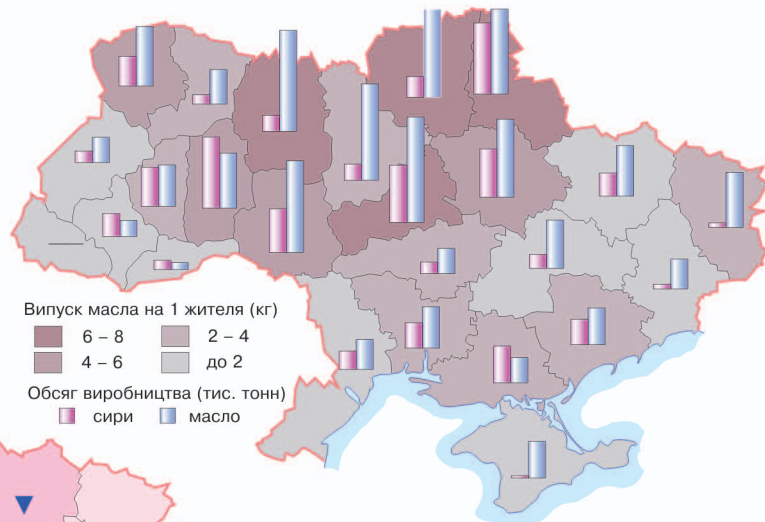 Випуск масла на 1 жителя (кг)
6 – 8
2 – 4
4 – 6
до 2
Обсяг виробництва (тис. тонн)
сири
масло